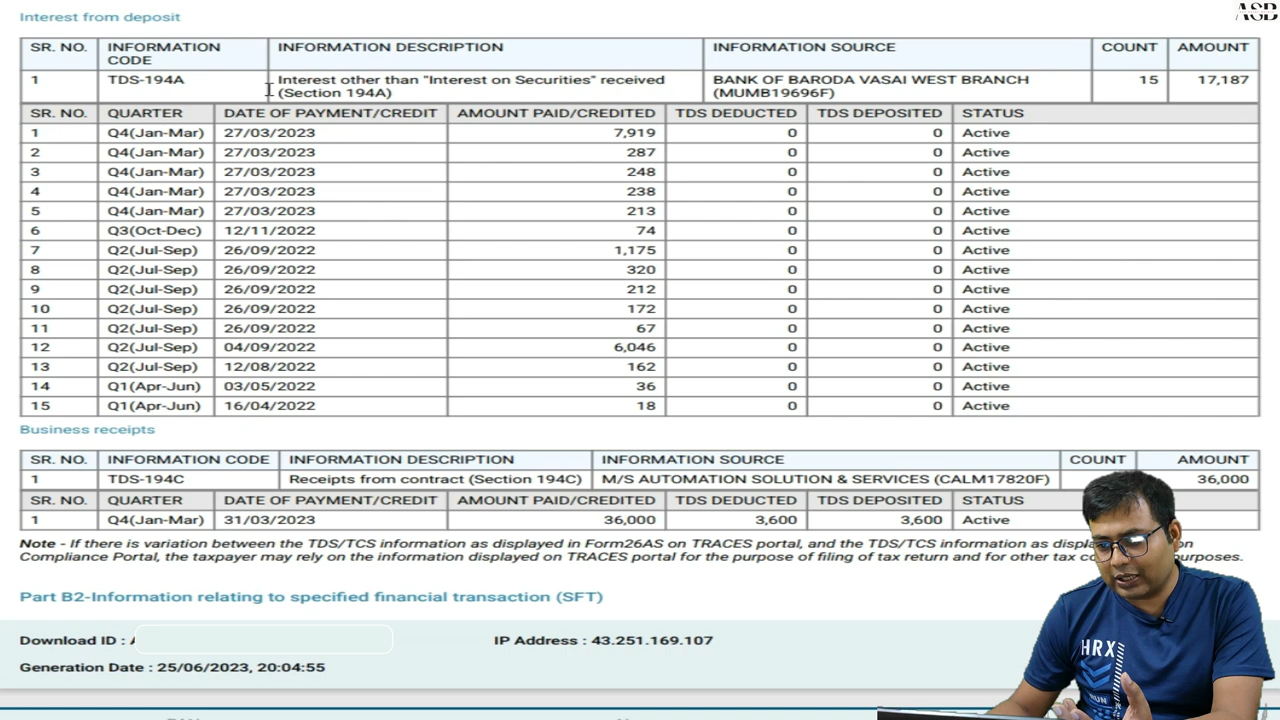 ASB
Interest from deposit
SR. NO. INFORMATION CODE INFORMATION DESCRIPTION INFORMATION SOURCE COUNT AMOUNT
1 TDS-194A Interest other than "Interest on Securities" received (Section 194A) BANK OF BARODA VASAI WEST BRANCH (MUMB19696F) 15 17,187
SR. NO. QUARTER DATE OF PAYMENT/CREDIT AMOUNT PAID/CREDITED TDS DEDUCTED TDS DEPOSITED STATUS
1 Q4(Jan-Mar) 27/03/2023 7,919 0 0 Active
2 Q4(Jan-Mar) 27/03/2023 287 0 0 Active
3 Q4(Jan-Mar) 27/03/2023 248 0 0 Active
4 Q4(Jan-Mar) 27/03/2023 238 0 0 Active
5 Q4(Jan-Mar) 27/03/2023 213 0 0 Active
6 Q3(Oct-Dec) 12/11/2022 74 0 0 Active
7 Q2(Jul-Sep) 26/09/2022 1,175 0 0 Active
8 Q2(Jul-Sep) 26/09/2022 320 0 0 Active
9 Q2(Jul-Sep) 26/09/2022 212 0 0 Active
10 Q2(Jul-Sep) 26/09/2022 172 0 0 Active
11 Q2(Jul-Sep) 26/09/2022 67 0 0 Active
12 Q2(Jul-Sep) 04/09/2022 6,046 0 0 Active
13 Q2(Jul-Sep) 12/08/2022 162 0 0 Active
14 Q1(Apr-Jun) 03/05/2022 36 0 0 Active
15 Q1(Apr-Jun) 16/04/2022 18 0 0 Active
Business receipts
SR. NO. INFORMATION CODE INFORMATION DESCRIPTION INFORMATION SOURCE COUNT AMOUNT
1 TDS-194C Receipts from contract (Section 194C) M/S AUTOMATION SOLUTION & SERVICES (CALM17820F) 36,000
SR. NO. QUARTER DATE OF PAYMENT/CREDIT AMOUNT PAID/CREDITED TDS DEDUCTED TDS DEPOSITED STATUS
1 Q4(Jan-Mar) 31/03/2023 36,000 3,600 3,600 Active
Note - If there is variation between the TDS/TCS information is displayed in Form26AS on TRACES portal, and the TDS/TCS information as on
Compliance Portal, the taxpayer may rely on the information displayed on TRACES portal for the purpose of filing of tax return and for other tax
Part B2-Information relating to specified financial transaction (SFT)
Download ID : A
IP Address : 43.251.169.107
Generation Date : 25/06/2023, 20:04:55
HRX